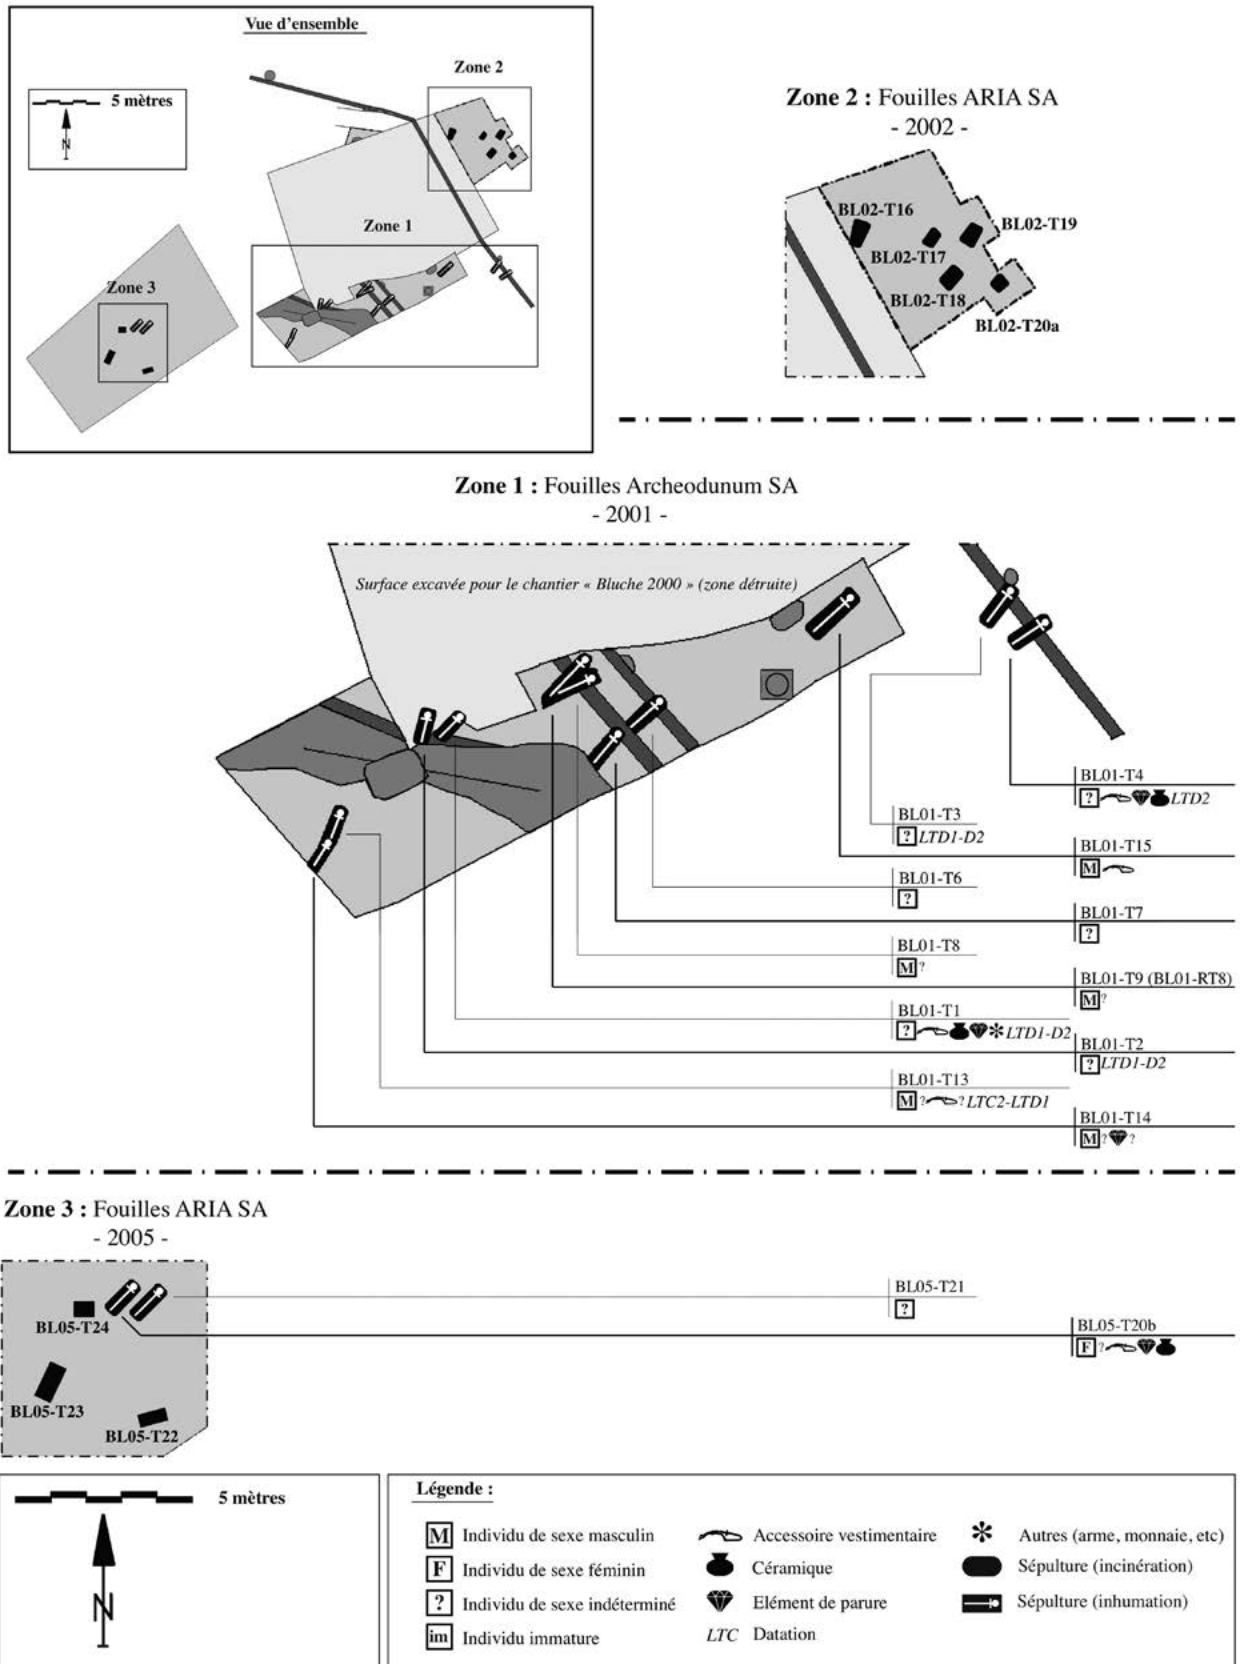 Vue d'ensemble
5 mètres
N
Zone 2
Zone 1
Zone 3
Zone 2 : Fouilles ARIA SA
- 2002 -
BL02-T16
BL02-T19
BL02-T17
BL02-T18
BL02-T20a
Zone 1 : Fouilles Archeodunum SA
- 2001 -
Surface excavée pour le chantier « Bluche 2000 » (zone détruite)
BL01-T4
? LTD2
BL01-T3
? LTD1-D2
BL01-T15
M
BL01-T6
?
BL01-T7
?
BL01-T8
M ?
BL01-T9 (BL01-RT8)
M ?
BL01-T1
? LTD1-D2
BL01-T2
? LTD1-D2
BL01-T13
M ? ? LTC2-LTD1
BL01-T14
M ? ?
Zone 3 : Fouilles ARIA SA
- 2005 -
BL05-T24
BL05-T23
BL05-T22
BL05-T21
?
BL05-T20b
F ?
5 mètres
N
Légende :
M Individu de sexe masculin
F Individu de sexe féminin
? Individu de sexe indéterminé
im Individu immature
Accessoire vestimentaire
Céramique
Elément de parure
LTC Datation
Autres (arme, monnaie, etc)
Sépulture (incinération)
Sépulture (inhumation)